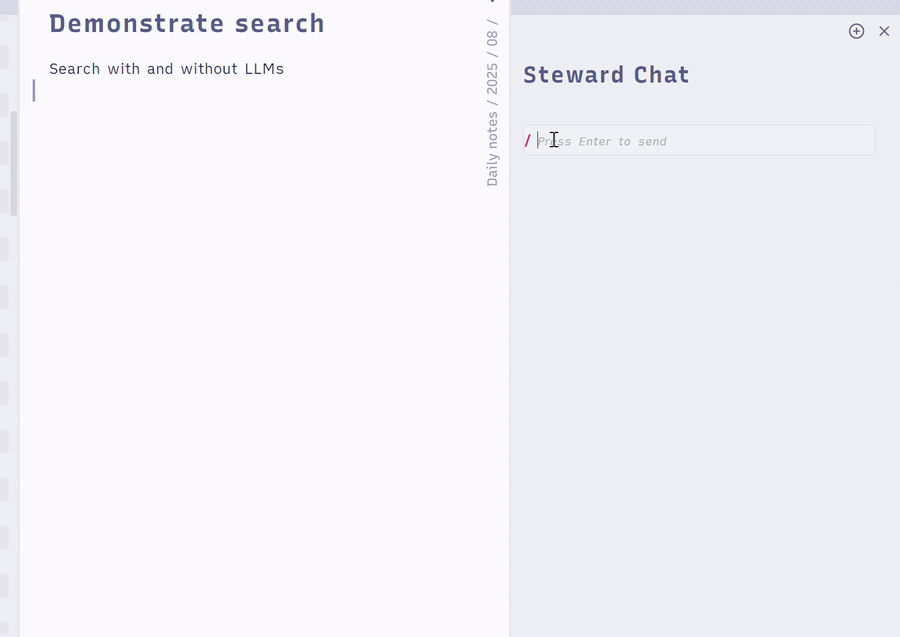 Demonstrate search
Search with and without LLMs
Daily notes / 2025 / 08 /
Steward Chat
/ Press Enter to send